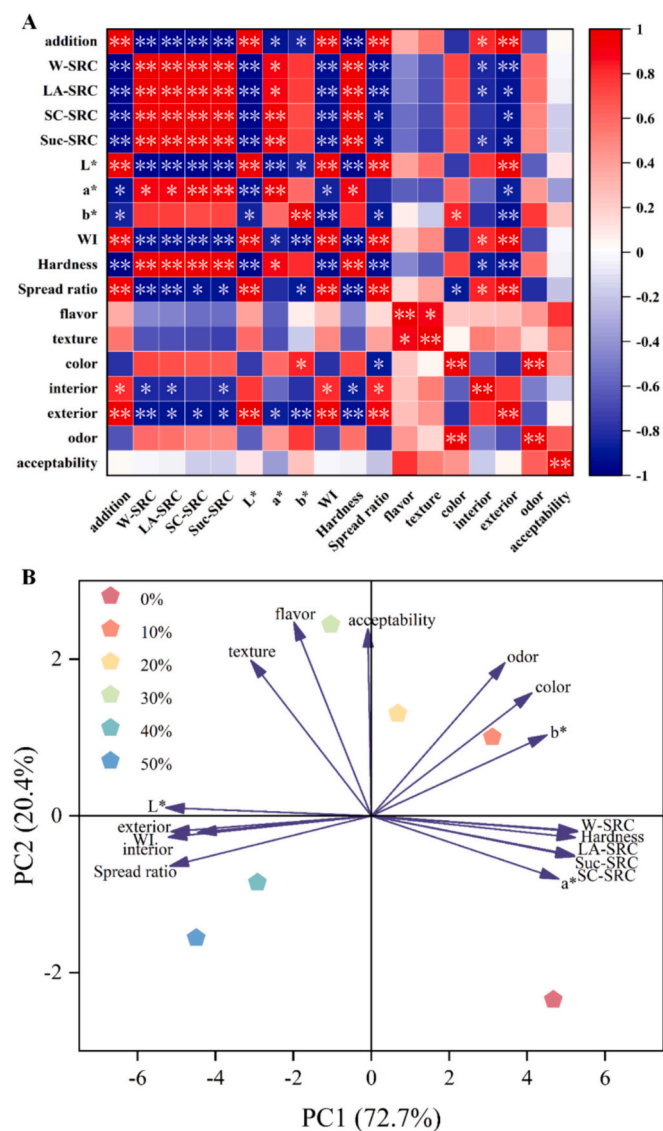 A
addition ** ** ** ** ** ** * * ** ** ** * **
W-SRC ** ** ** ** ** ** * ** ** ** * **
LA-SRC ** ** ** ** ** ** * ** ** ** * *
SC-SRC ** ** ** ** ** ** ** ** ** * *
Suc-SRC ** ** ** ** ** ** ** ** ** * * *
L* ** ** ** ** ** ** ** * ** ** ** **
a* * * * ** ** ** ** * * *
b* * * ** ** * * **
WI ** ** ** ** ** ** * ** ** ** ** * **
Hardness ** ** ** ** ** ** * ** ** ** * **
Spread ratio ** ** ** * * ** * ** ** ** * * **
flavor ** *
texture * **
color * * ** **
interior * * * * * * * **
exterior ** ** * * * ** * ** ** ** ** **
odor ** **
acceptability **
addition
W-SRC
LA-SRC
SC-SRC
Suc-SRC
L*
a*
b*
WI
Hardness
Spread ratio
flavor
texture
color
interior
exterior
odor
acceptability
1
0.8
0.6
0.4
0.2
0
-0.2
-0.4
-0.6
-0.8
-1
B
0%
10%
20%
30%
40%
50%
flavor
acceptability
texture
odor
color
b*
L*
exterior
WI
interior
Spread ratio
W-SRC
Hardness
LA-SRC
Suc-SRC
SC-SRC
a*
2
0
-2
PC2 (20.4%)
-6 -4 -2 0 2 4 6
PC1 (72.7%)